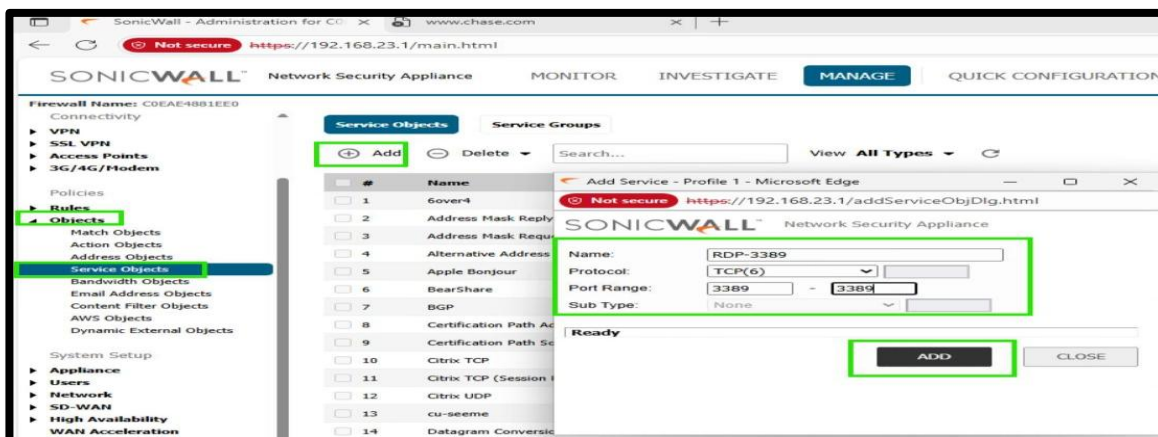 SonicWall - Administration for C0
www.chase.com
Not secure https://192.168.23.1/main.html
SONICWALL Network Security Appliance MONITOR INVESTIGATE MANAGE QUICK CONFIGURATION
Firewall Name: C0EAE4881EE0
Connectivity
VPN
SSL VPN
Access Points
3G/4G/Modem
Policies
Rules
Objects
Match Objects
Action Objects
Address Objects
Service Objects
Bandwidth Objects
Email Address Objects
Content Filter Objects
AWS Objects
Dynamic External Objects
System Setup
Appliance
Users
Network
SD-WAN
High Availability
WAN Acceleration
Service Objects Service Groups
Add Delete Search... View All Types
# Name
1 6over4
2 Address Mask Reply
3 Address Mask Requ
4 Alternative Address
5 Apple Bonjour
6 BearShare
7 BGP
8 Certification Path Ac
9 Certification Path So
10 Citrix TCP
11 Citrix TCP (Session
12 Citrix UDP
13 cu-seeme
14 Datagram Conversic
Add Service - Profile 1 - Microsoft Edge
Not secure https://192.168.23.1/addServiceObjDlg.html
SONICWALL Network Security Appliance
Name: RDP-3389
Protocol: TCP(6)
Port Range: 3389 - 3389
Sub Type: None
Ready
ADD CLOSE